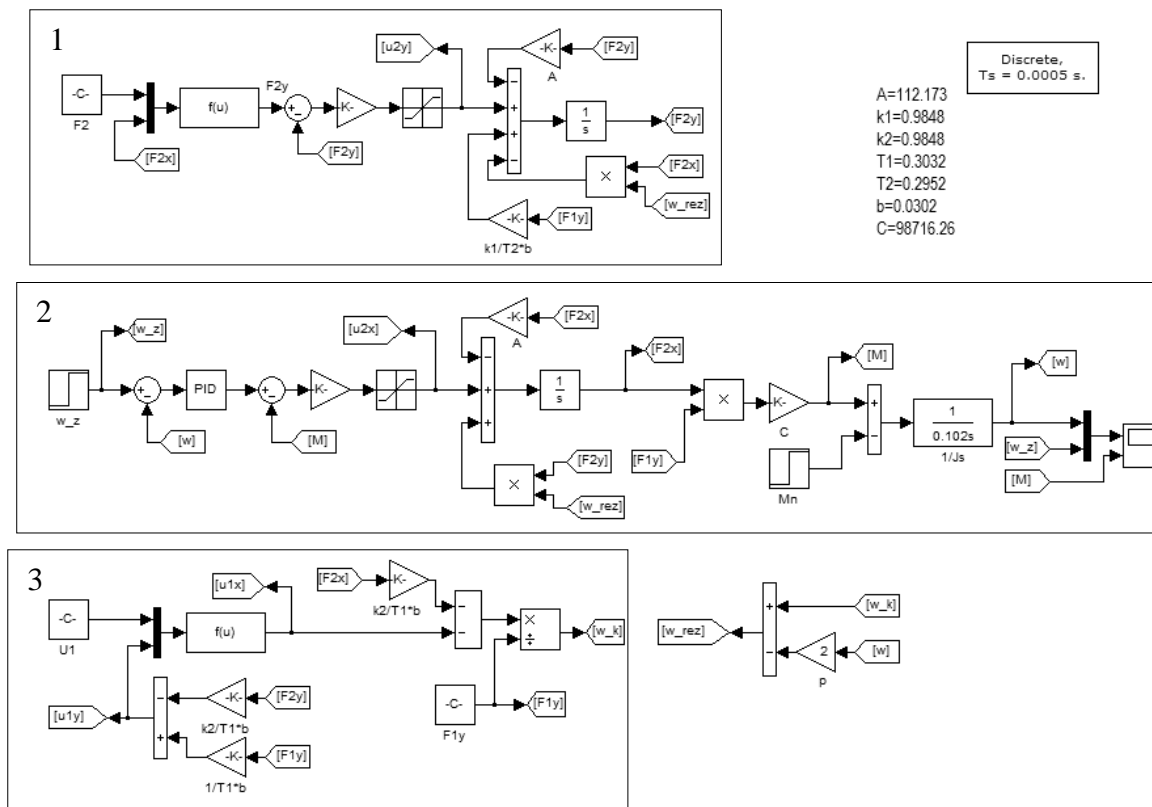 1
[u2y]
-K-
[F2y]
A
-C-
F2
f(u)
F2y
K-
1
s
[F2y]
[F2x]
[F2y]
[F2x]
[w_rez]
-K-
[F1y]
k1/T2*b
Discrete,
Ts = 0.0005 s.
A=112.173
k1=0.9848
k2=0.9848
T1=0.3032
T2=0.2952
b=0.0302
C=98716.26
2
[w_z]
[u2x]
-K-
[F2x]
A
[F2x]
[M]
[w]
w_z
PID
K-
1
s
K-
C
1
0.102s
1/Js
[w]
[M]
[F2y]
[w_rez]
[F1y]
Mn
[w_z]
[M]
3
[u1x]
[F2x]
K-
k2/T1*b
-C-
U1
f(u)
[w_k]
[u1y]
-K-
[F2y]
k2/T1*b
-K-
[F1y]
1/T1*b
-C-
F1y
[F1y]
[w_k]
[w_rez]
2
[w]
p